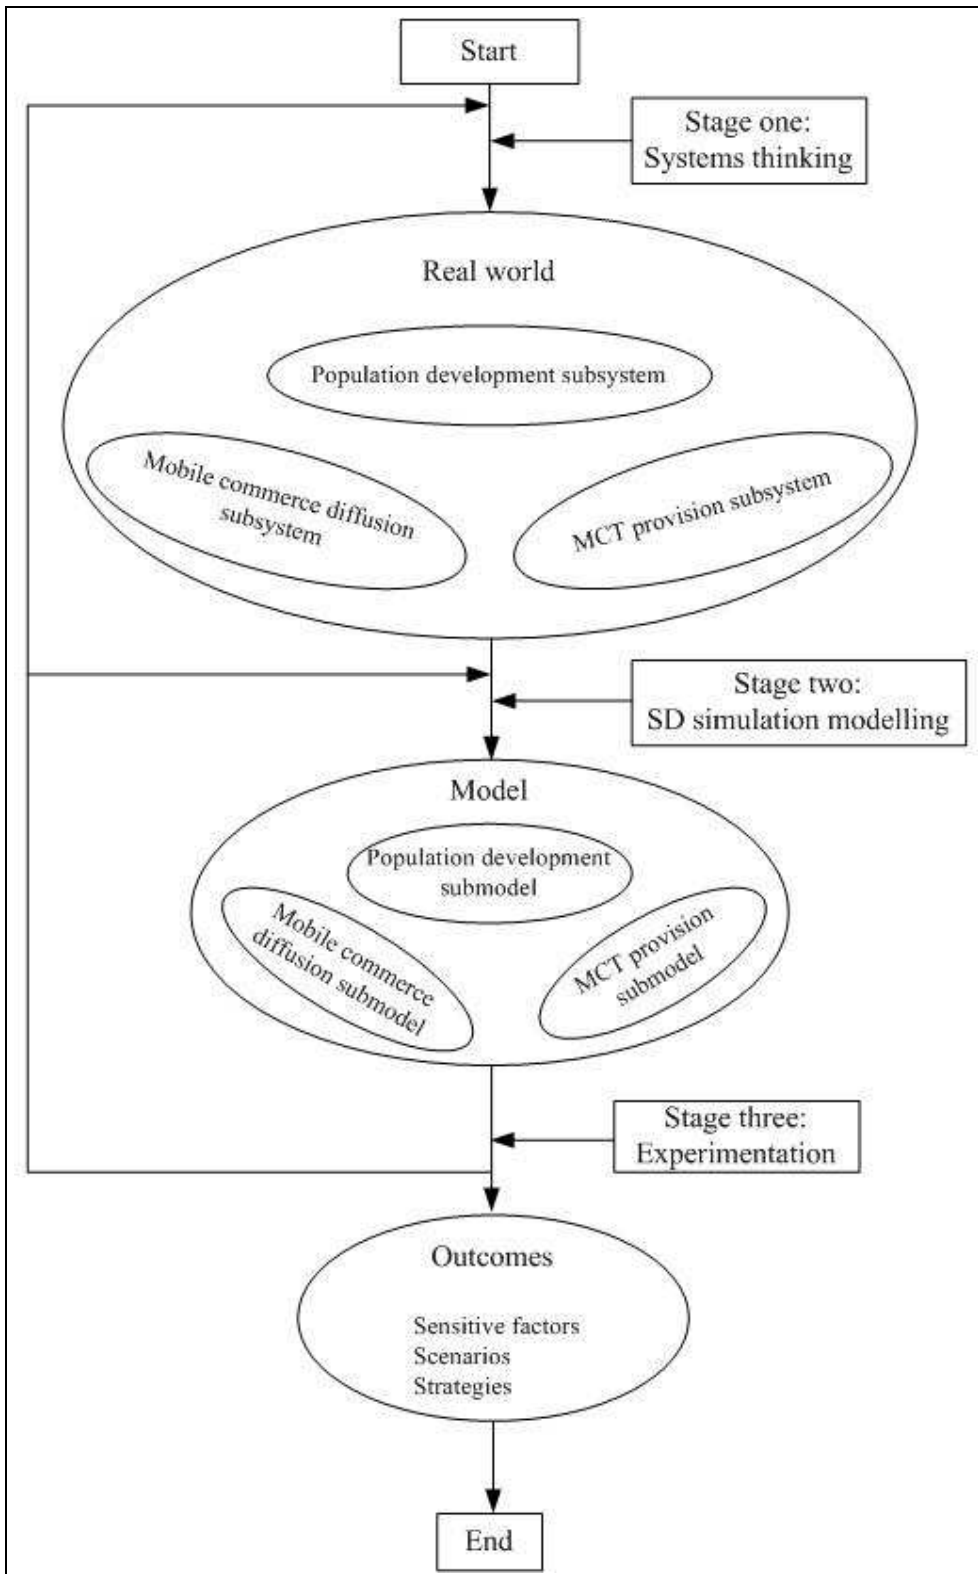 Start
Stage one:
Systems thinking
Real world
Population development subsystem
Mobile commerce diffusion
subsystem
MCT provision subsystem
Stage two:
SD simulation modelling
Model
Population development
submodel
Mobile commerce
diffusion submodel
MCT provision
submodel
Stage three:
Experimentation
Outcomes
Sensitive factors
Scenarios
Strategies
End